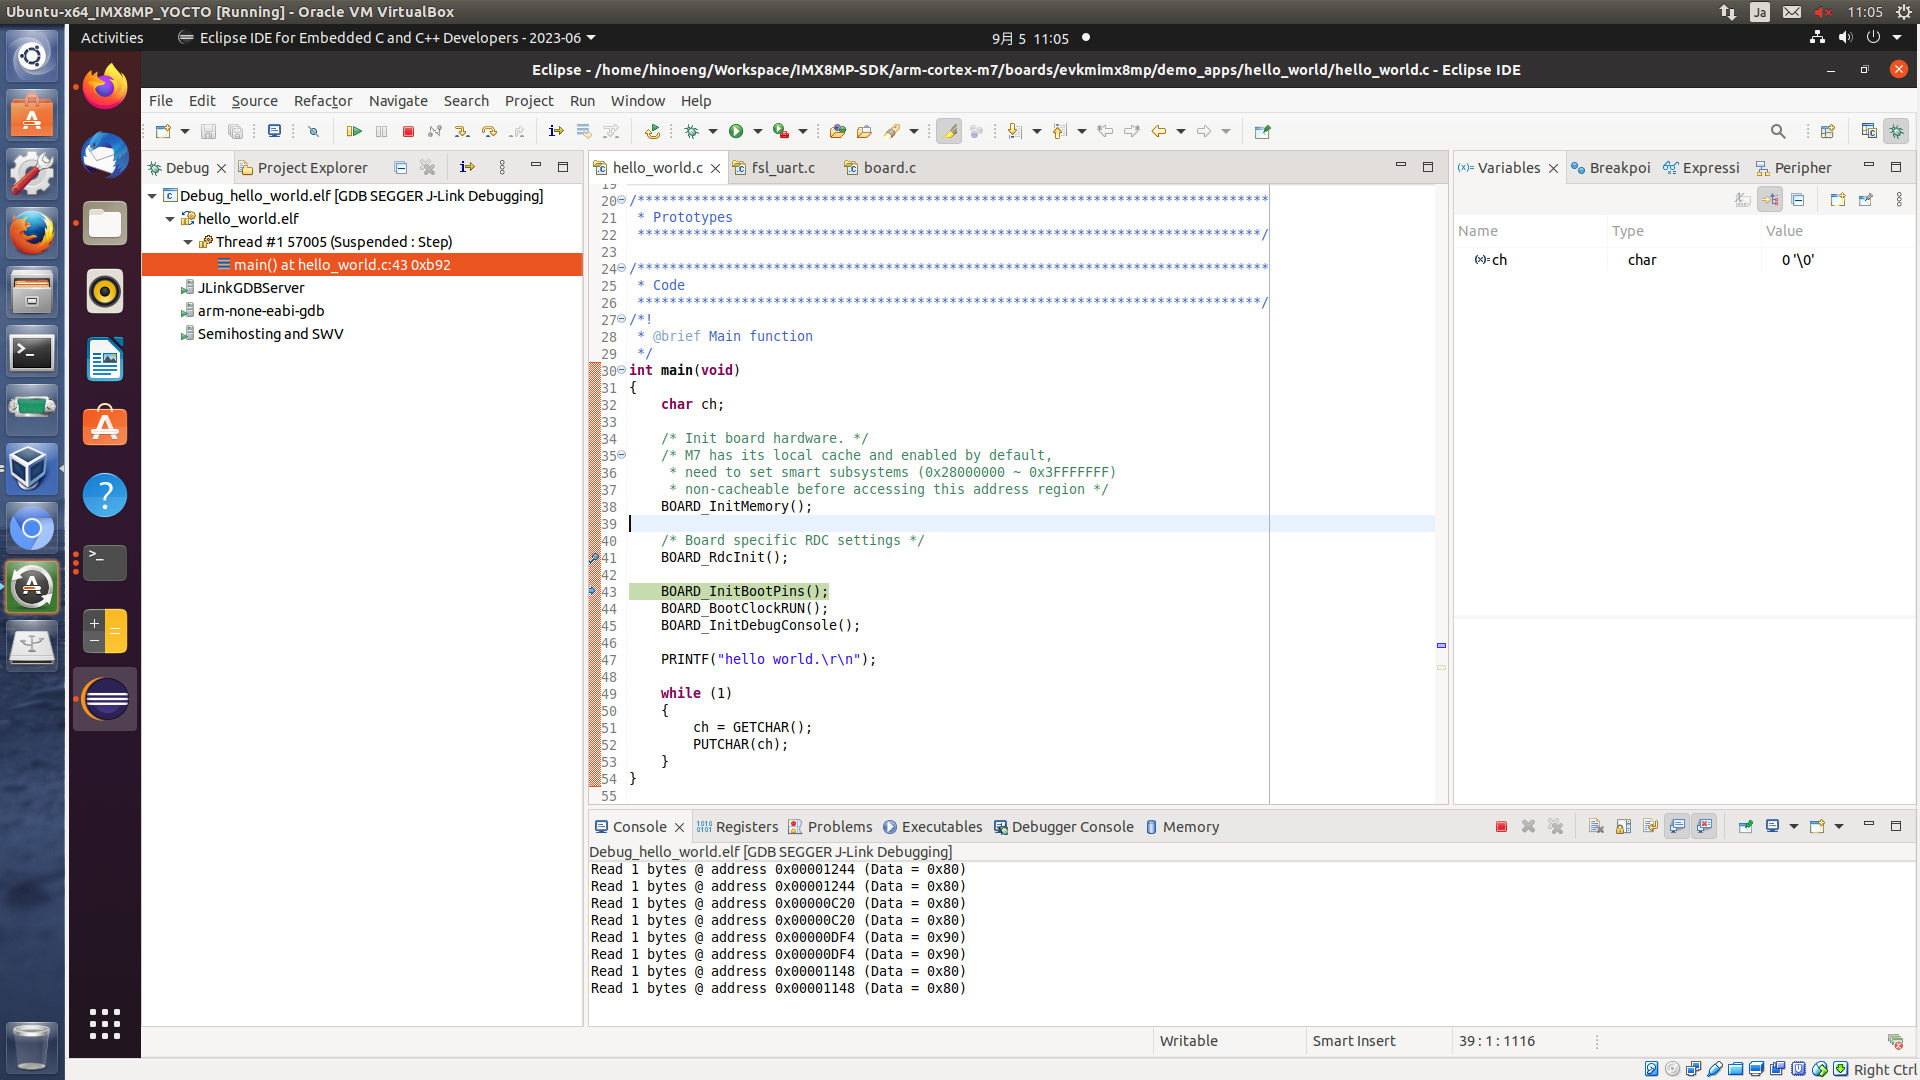 Ubuntu-x64_IMX8MP_YOCTO [Running] - Oracle VM VirtualBox
Ja
11:05
Activities
Eclipse IDE for Embedded C and C++ Developers - 2023-06
9月 5 11:05
Eclipse - /home/hinoeng/Workspace/IMX8MP-SDK/arm-cortex-m7/boards/evkmimx8mp/demo_apps/hello_world/hello_world.c - Eclipse IDE
File Edit Source Refactor Navigate Search Project Run Window Help
Debug
Project Explorer
Debug_hello_world.elf [GDB SEGGER J-Link Debugging]
hello_world.elf
Thread #1 57005 (Suspended : Step)
main() at hello_world.c:43 0xb92
JLinkGDBServer
arm-none-eabi-gdb
Semihosting and SWV
hello_world.c
fsl_uart.c
board.c
19
20 /*******************************************************************************
21 * Prototypes
22 ******************************************************************************/
23
24 /*******************************************************************************
25 * Code
26 ******************************************************************************/
27 /*!
28 * @brief Main function
29 */
30 int main(void)
31 {
32 char ch;
33
34 /* Init board hardware. */
35 /* M7 has its local cache and enabled by default,
36 * need to set smart subsystems (0x28000000 ~ 0x3FFFFFFF)
37 * non-cacheable before accessing this address region */
38 BOARD_InitMemory();
39
40 /* Board specific RDC settings */
41 BOARD_RdcInit();
42
43 BOARD_InitBootPins();
44 BOARD_BootClockRUN();
45 BOARD_InitDebugConsole();
46
47 PRINTF("hello world.\r\n");
48
49 while (1)
50 {
51 ch = GETCHAR();
52 PUTCHAR(ch);
53 }
54 }
55
(x)= Variables
Breakpoi
Expressi
Peripher
Name Type Value
(x)= ch char 0 '\0'
Console
Registers
Problems
Executables
Debugger Console
Memory
Debug_hello_world.elf [GDB SEGGER J-Link Debugging]
Read 1 bytes @ address 0x00001244 (Data = 0x80)
Read 1 bytes @ address 0x00001244 (Data = 0x80)
Read 1 bytes @ address 0x00000C20 (Data = 0x80)
Read 1 bytes @ address 0x00000C20 (Data = 0x80)
Read 1 bytes @ address 0x00000DF4 (Data = 0x90)
Read 1 bytes @ address 0x00000DF4 (Data = 0x90)
Read 1 bytes @ address 0x00001148 (Data = 0x80)
Read 1 bytes @ address 0x00001148 (Data = 0x80)
Writable
Smart Insert
39 : 1 : 1116
Right Ctrl